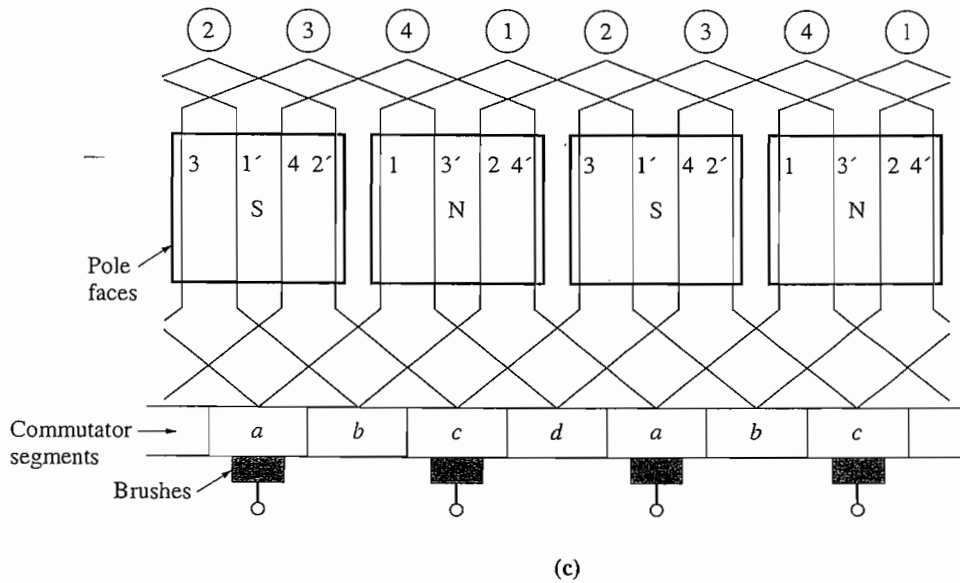 2 3 4 1 2 3 4 1
3 1′ 4 2′ 1 3′ 2 4′ 3 1′ 4 2′ 1 3′ 2 4′
S N S N
Pole
faces
Commutator
segments
a b c d a b c
Brushes
(c)